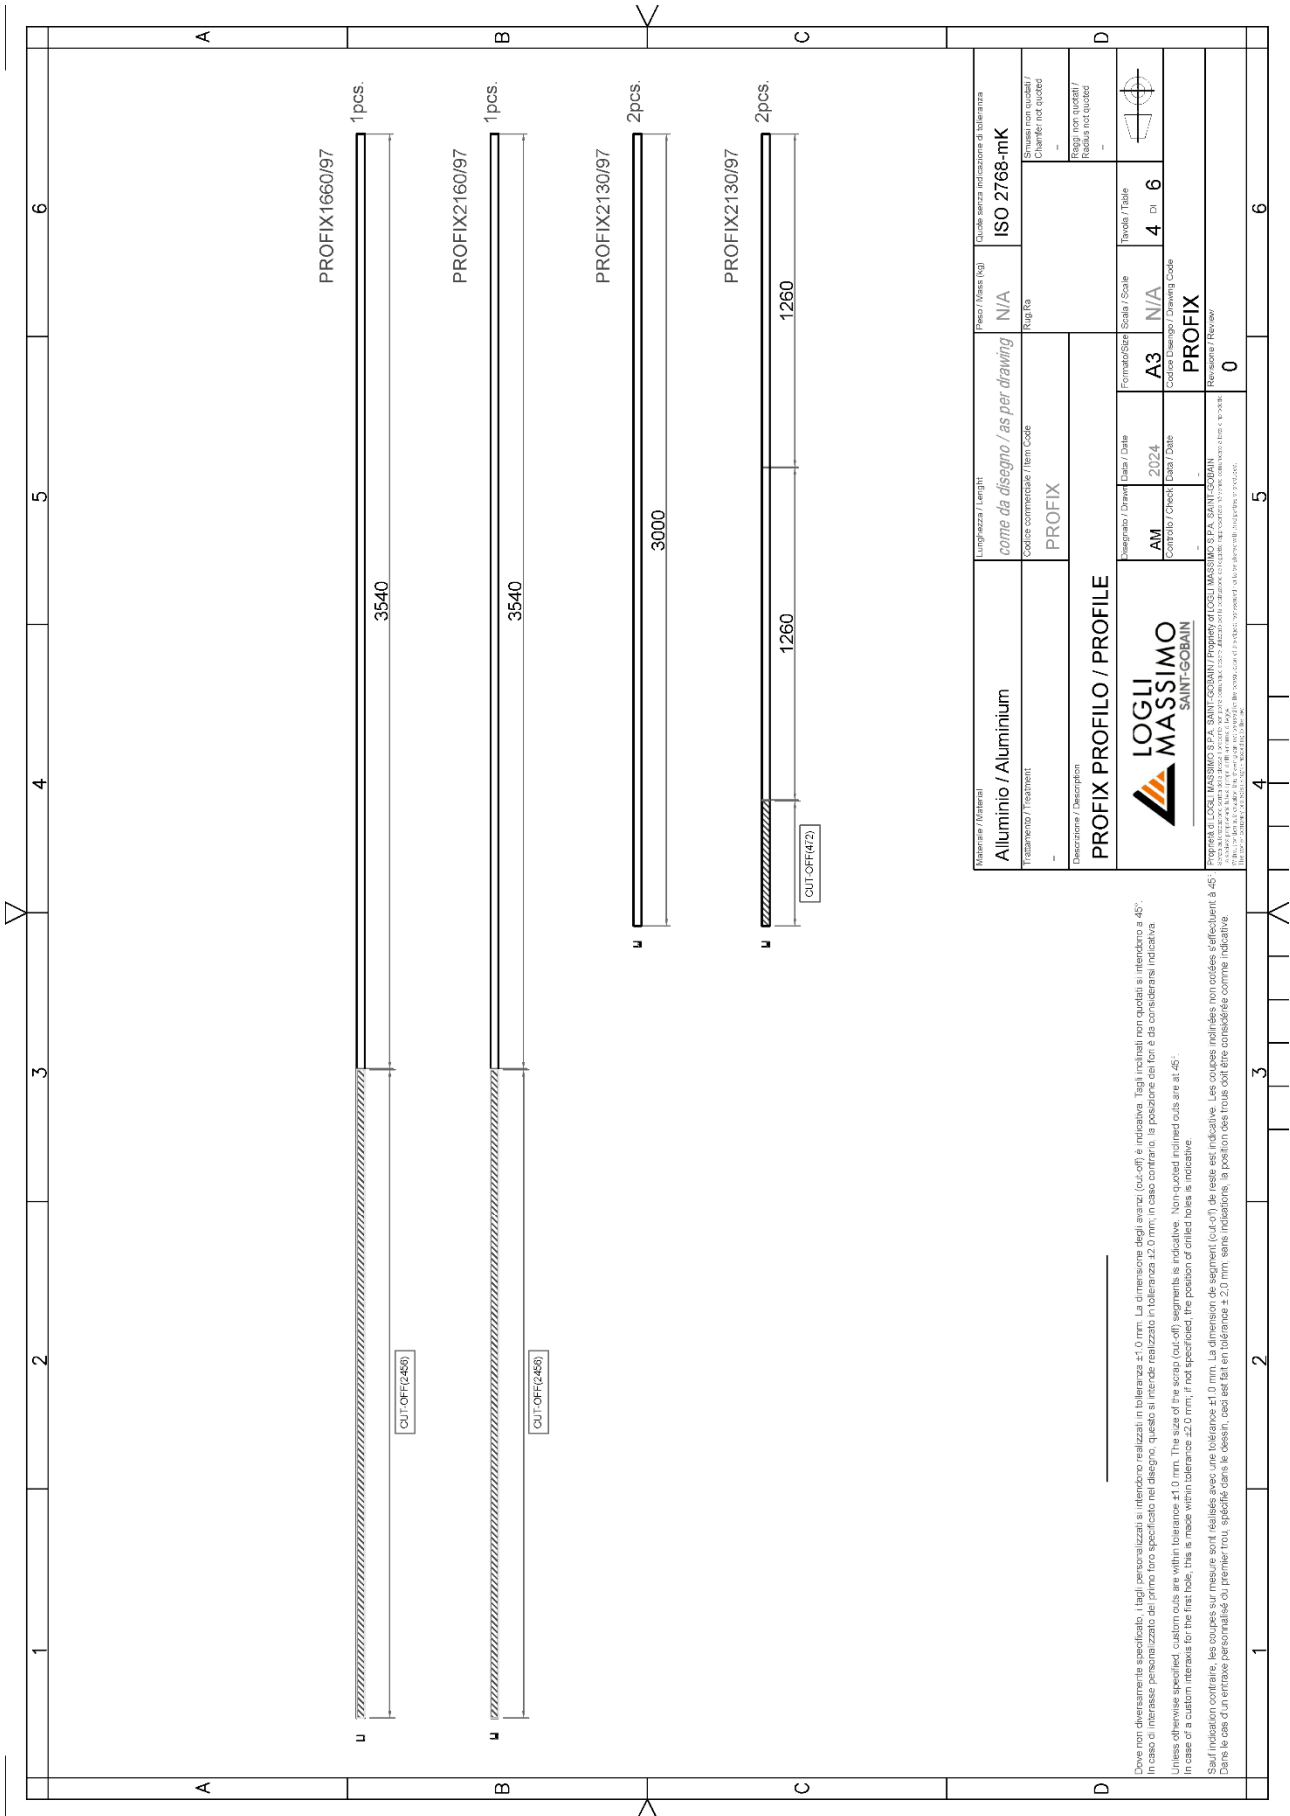 1
2
3
4
5
6
A
B
C
D
PROFIX1660/97
1pcs.
3540
CUT-OFF(2456)
PROFIX2160/97
1pcs.
3540
CUT-OFF(2456)
PROFIX2130/97
2pcs.
3000
PROFIX2130/97
2pcs.
1260
1260
CUT-OFF(472)
Materiale / Material
Alluminio / Aluminium
Lunghezza / Lenght
come da disegno / as per drawing
Peso / Mass (kg)
N/A
Quote senza indicazione di tolleranza
ISO 2768-mK
Trattamento / Treatment
-
Codice commerciale / Item Code
PROFIX
Rug.Ra
Smussi non quotati /
Chamfer not quoted
-
Descrizione / Description
PROFIX PROFILO / PROFILE
Raggi non quotati /
Radius not quoted
-
LOGLI
MASSIMO
SAINT-GOBAIN
Disegnato / Drawn
AM
Data / Date
2024
Formato/Size
A3
Scala / Scale
N/A
Tavola / Table
4 DI 6
Controllo / Check
-
Data / Date
-
Codice Disegno / Drawing Code
PROFIX
Proprietà di LOGLI MASSIMO S.P.A. SAINT-GOBAIN / Propriety of LOGLI MASSIMO S.P.A. SAINT-GOBAIN
Revisione / Review
0
Dove non diversamente specificato, i tagli personalizzati si intendono realizzati in tolleranza ±1.0 mm. La dimensione degli avanzi (cut-off) è indicativa. Tagli inclinati non quotati si intendono a 45°.
In caso di interasse personalizzato del primo foro specificato nel disegno, questo si intende realizzato in tolleranza ±2.0 mm; in caso contrario, la posizione dei fori è da considerarsi indicativa.
Unless otherwise specified, custom cuts are within tolerance ±1.0 mm. The size of the scrap (cut-off) segments is indicative. Non-quoted inclined cuts are at 45°.
In case of a custom interaxis for the first hole, this is made within tolerance ±2.0 mm; if not specificied, the position of drilled holes is indicative.
Sauf indication contraire, les coupes sur mesure sont réalisés avec une tolérance ±1.0 mm. La dimension de segment (cut-off) de reste est indicative. Les coupes inclinées non cotées s'effectuent à 45°.
Dans le cas d'un entraxe personnalisé du premier trou, spécifié dans le dessin, ceci est fait en tolérance ± 2.0 mm; sans indications, la position des trous doit être considérée comme indicative.
1
2
3
4
5
6
A
B
C
D